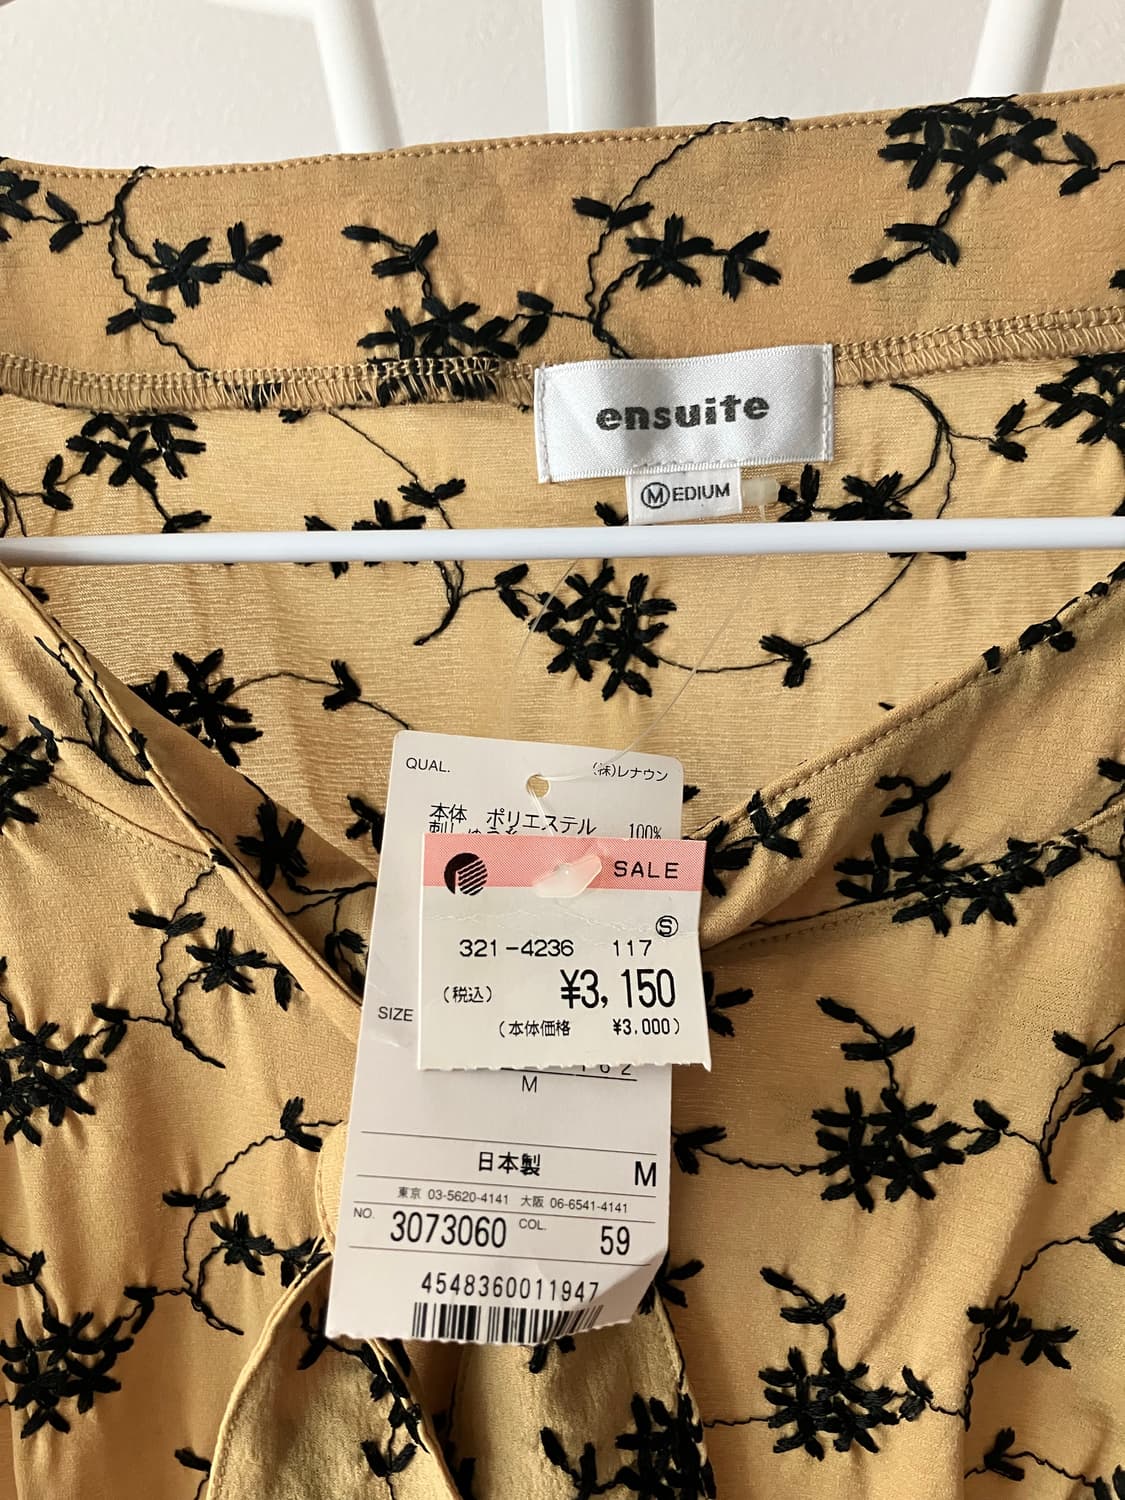 ensuite
MEDIUM
QUAL. (株)レナウン
本体 ポリエステル 100%
SALE
Ⓢ
321-4236 117
(税込) ¥3,150
(本体価格 ¥3,000)
SIZE
M
日本製 M
東京 03-5620-4141 大阪 06-6541-4141
NO. 3073060 COL. 59
4548360011947